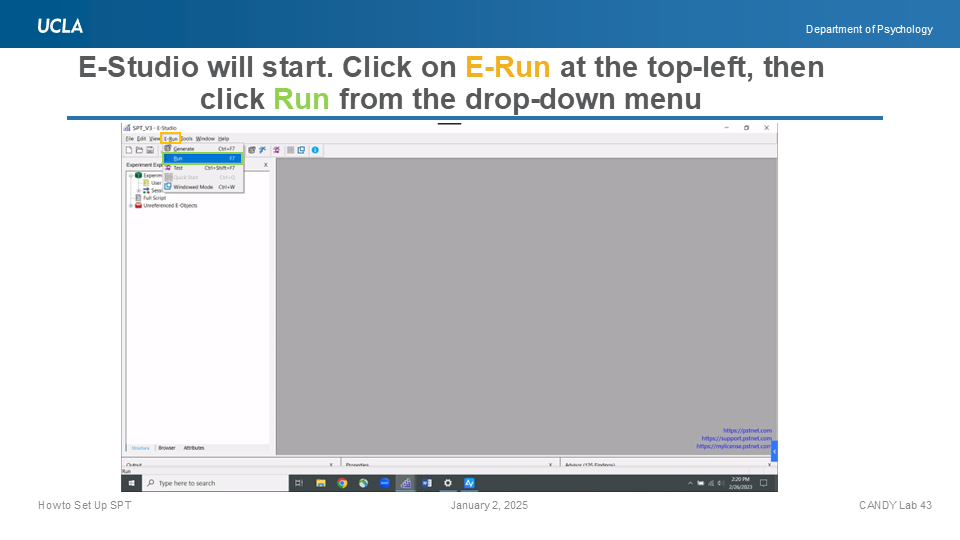 UCLA
Department of Psychology
E-Studio will start. Click on E-Run at the top-left, then
click Run from the drop-down menu
SPT_V3 - E-Studio
File Edit View E-Run Tools Window Help
Generate Ctrl+F7
Run F7
Test Ctrl+Shift+F7
Quick Start Ctrl+Q
Windowed Mode Ctrl+W
Experiment Exp
X
Experim
User
Sessi
Full Script
Unreferenced E-Objects
https://pstnet.com
https://support.pstnet.com
https://mylicense.pstnet.com
Structure Browser Attributes
Output
Properties
Advisor (125 Findings)
Run
Type here to search
2:20 PM
2/26/2023
Howto Set Up SPT
January 2, 2025
CANDY Lab 43